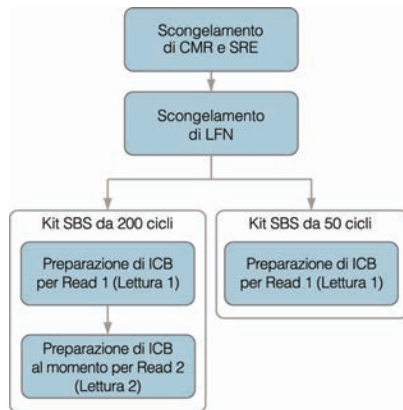 Scongelamento
di CMR e SRE
Scongelamento
di LFN
Kit SBS da 200 cicli
Preparazione di ICB
per Read 1 (Lettura 1)
Preparazione di ICB
al momento per Read 2
(Lettura 2)
Kit SBS da 50 cicli
Preparazione di ICB
per Read 1 (Lettura 1)